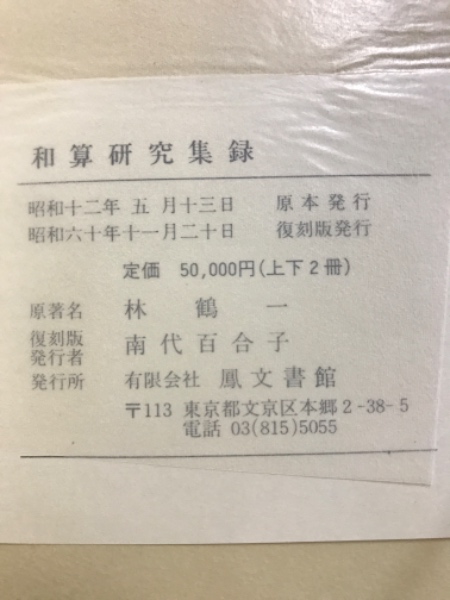 和算研究集録
昭和十二年 五 月十三日 原本発行
昭和六十年十一月二十日 復刻版発行
定価 50,000円(上下2冊)
原著名 林 鶴 一
復刻版発行者 南代百合子
発行所 有限会社 鳳文書館
〒113 東京都文京区本郷2-38-5
電話 03(815)5055